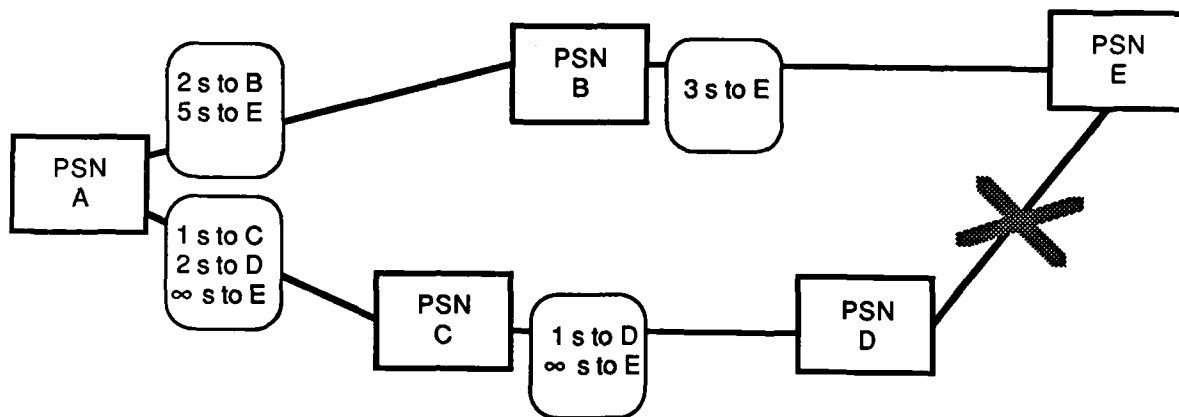 PSN
A
2 s to B
5 s to E
PSN
B
3 s to E
PSN
E
1 s to C
2 s to D
∞ s to E
PSN
C
1 s to D
∞ s to E
PSN
D